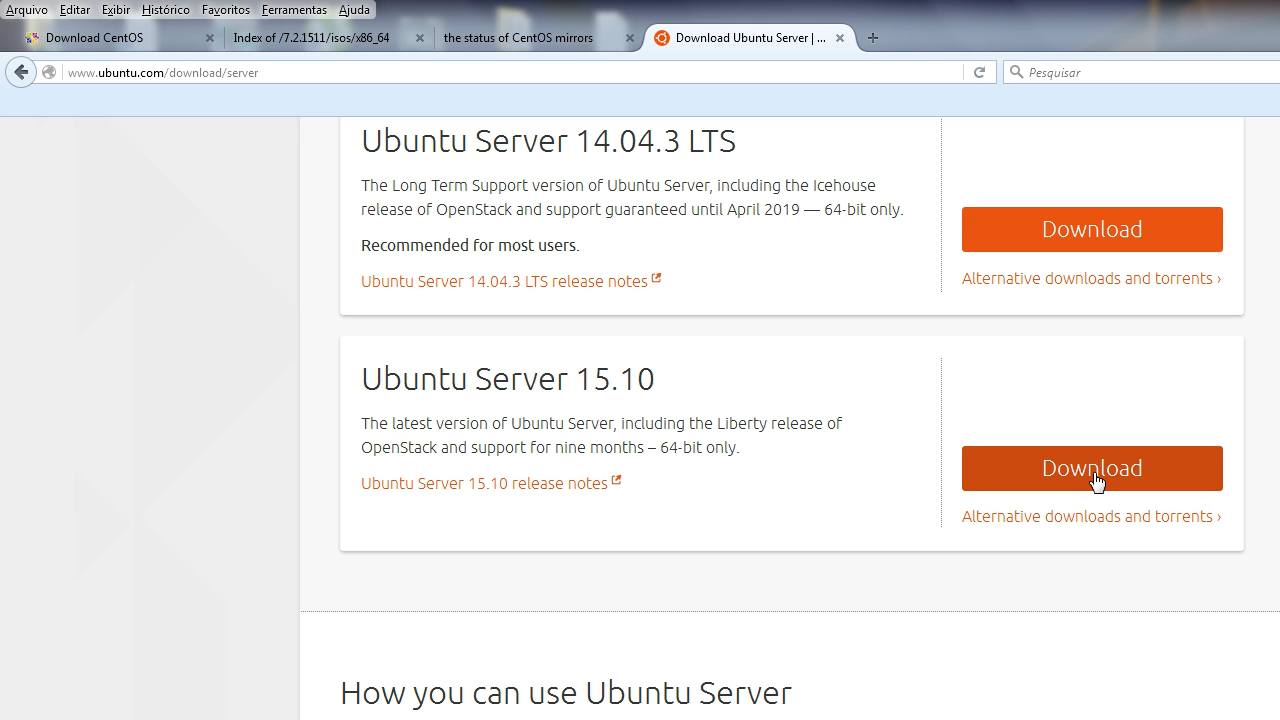 Arquivo Editar Exibir Histórico Favoritos Ferramentas Ajuda
Download CentOS Index of /7.2.1511/isos/x86_64 the status of CentOS mirrors Download Ubuntu Server | ...
www.ubuntu.com/download/server Pesquisar
Ubuntu Server 14.04.3 LTS
The Long Term Support version of Ubuntu Server, including the Icehouse
release of OpenStack and support guaranteed until April 2019 — 64-bit only.
Recommended for most users.
Ubuntu Server 14.04.3 LTS release notes
Download
Alternative downloads and torrents ›
Ubuntu Server 15.10
The latest version of Ubuntu Server, including the Liberty release of
OpenStack and support for nine months – 64-bit only.
Ubuntu Server 15.10 release notes
Download
Alternative downloads and torrents ›
How you can use Ubuntu Server